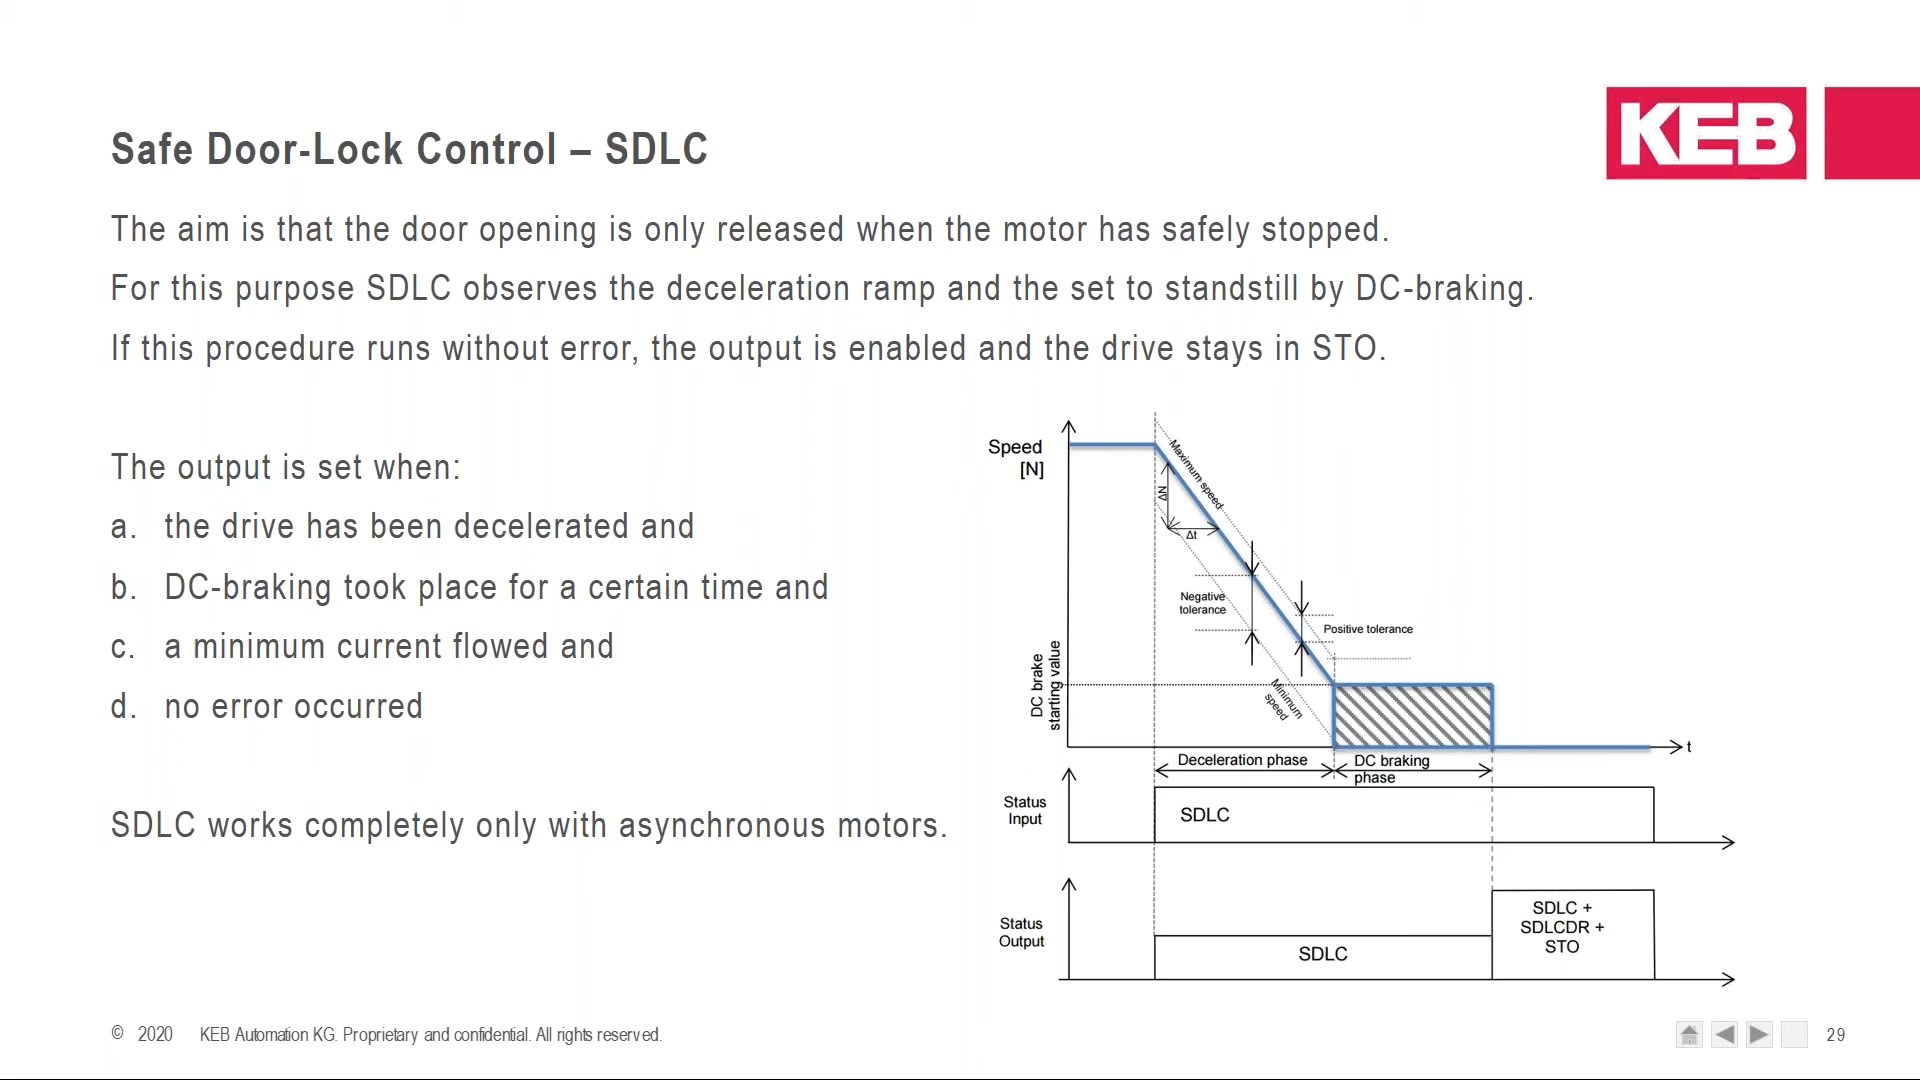 KEB
Safe Door-Lock Control – SDLC
The aim is that the door opening is only released when the motor has safely stopped.
For this purpose SDLC observes the deceleration ramp and the set to standstill by DC-braking.
If this procedure runs without error, the output is enabled and the drive stays in STO.
The output is set when:
a. the drive has been decelerated and
b. DC-braking took place for a certain time and
c. a minimum current flowed and
d. no error occurred
SDLC works completely only with asynchronous motors.
Speed
[N]
Maximum speed
ΔN
Δt
Negative
tolerance
Positive tolerance
DC brake
starting value
Minimum
speed
t
Deceleration phase
DC braking
phase
Status
Input
SDLC
Status
Output
SDLC
SDLC +
SDLCDR +
STO
© 2020 KEB Automation KG. Proprietary and confidential. All rights reserved.
29